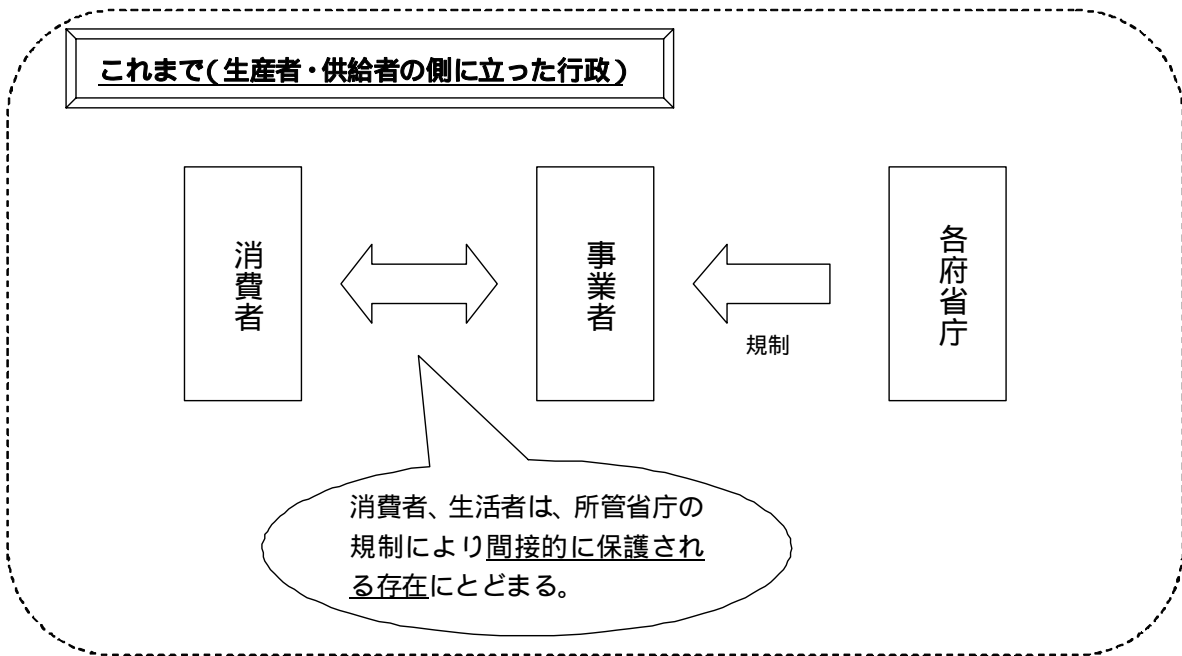 これまで(生産者・供給者の側に立った行政)
消費者
事業者
各府省庁
規制
消費者、生活者は、所管省庁の
規制により間接的に保護され
る存在にとどまる。